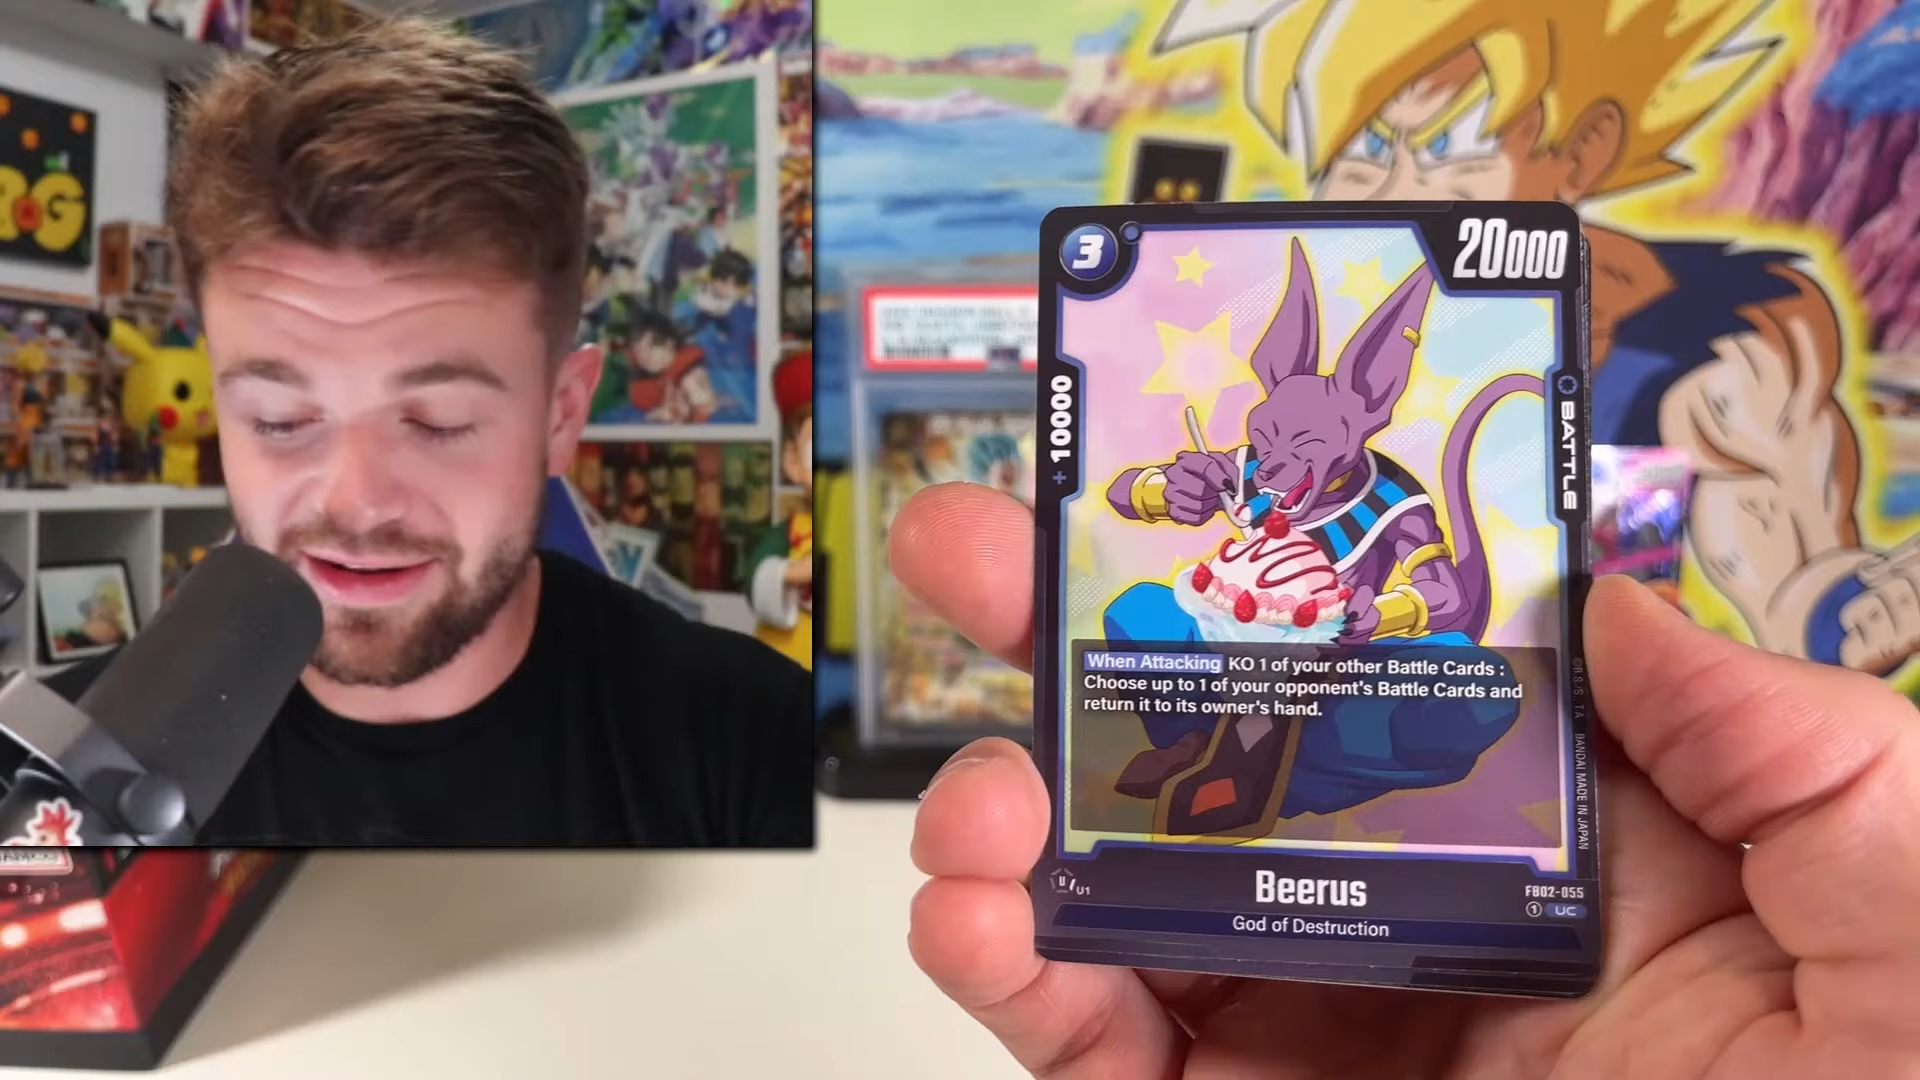 3
20000
+ 10000
BATTLE
When Attacking KO 1 of your other Battle Cards :
Choose up to 1 of your opponent's Battle Cards and
return it to its owner's hand.
BANDAI MADE IN JAPAN
U/U1
Beerus
FB02-055
1 UC
God of Destruction